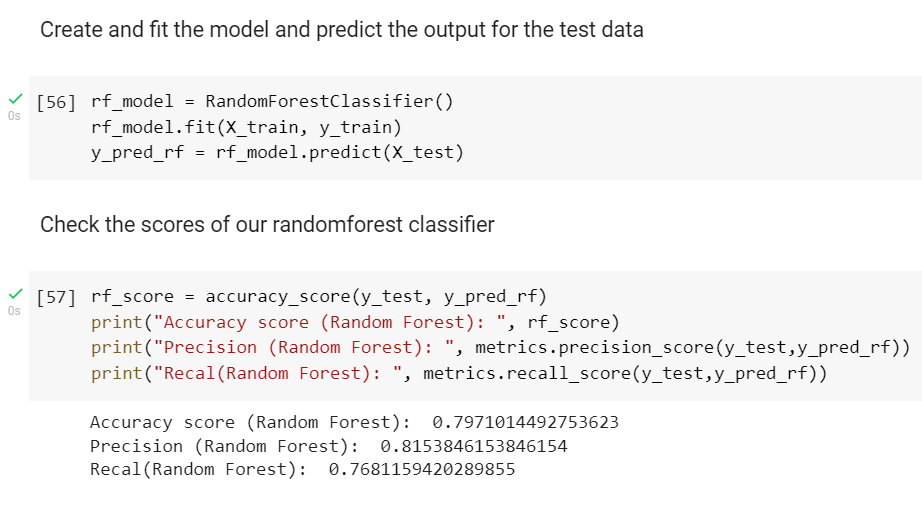 Create and fit the model and predict the output for the test data
[56] rf_model = RandomForestClassifier()
0s
rf_model.fit(X_train, y_train)
y_pred_rf = rf_model.predict(X_test)
Check the scores of our randomforest classifier
[57] rf_score = accuracy_score(y_test, y_pred_rf)
0s
print("Accuracy score (Random Forest): ", rf_score)
print("Precision (Random Forest): ", metrics.precision_score(y_test,y_pred_rf))
print("Recal(Random Forest): ", metrics.recall_score(y_test,y_pred_rf))
Accuracy score (Random Forest):  0.7971014492753623
Precision (Random Forest):  0.8153846153846154
Recal(Random Forest):  0.7681159420289855